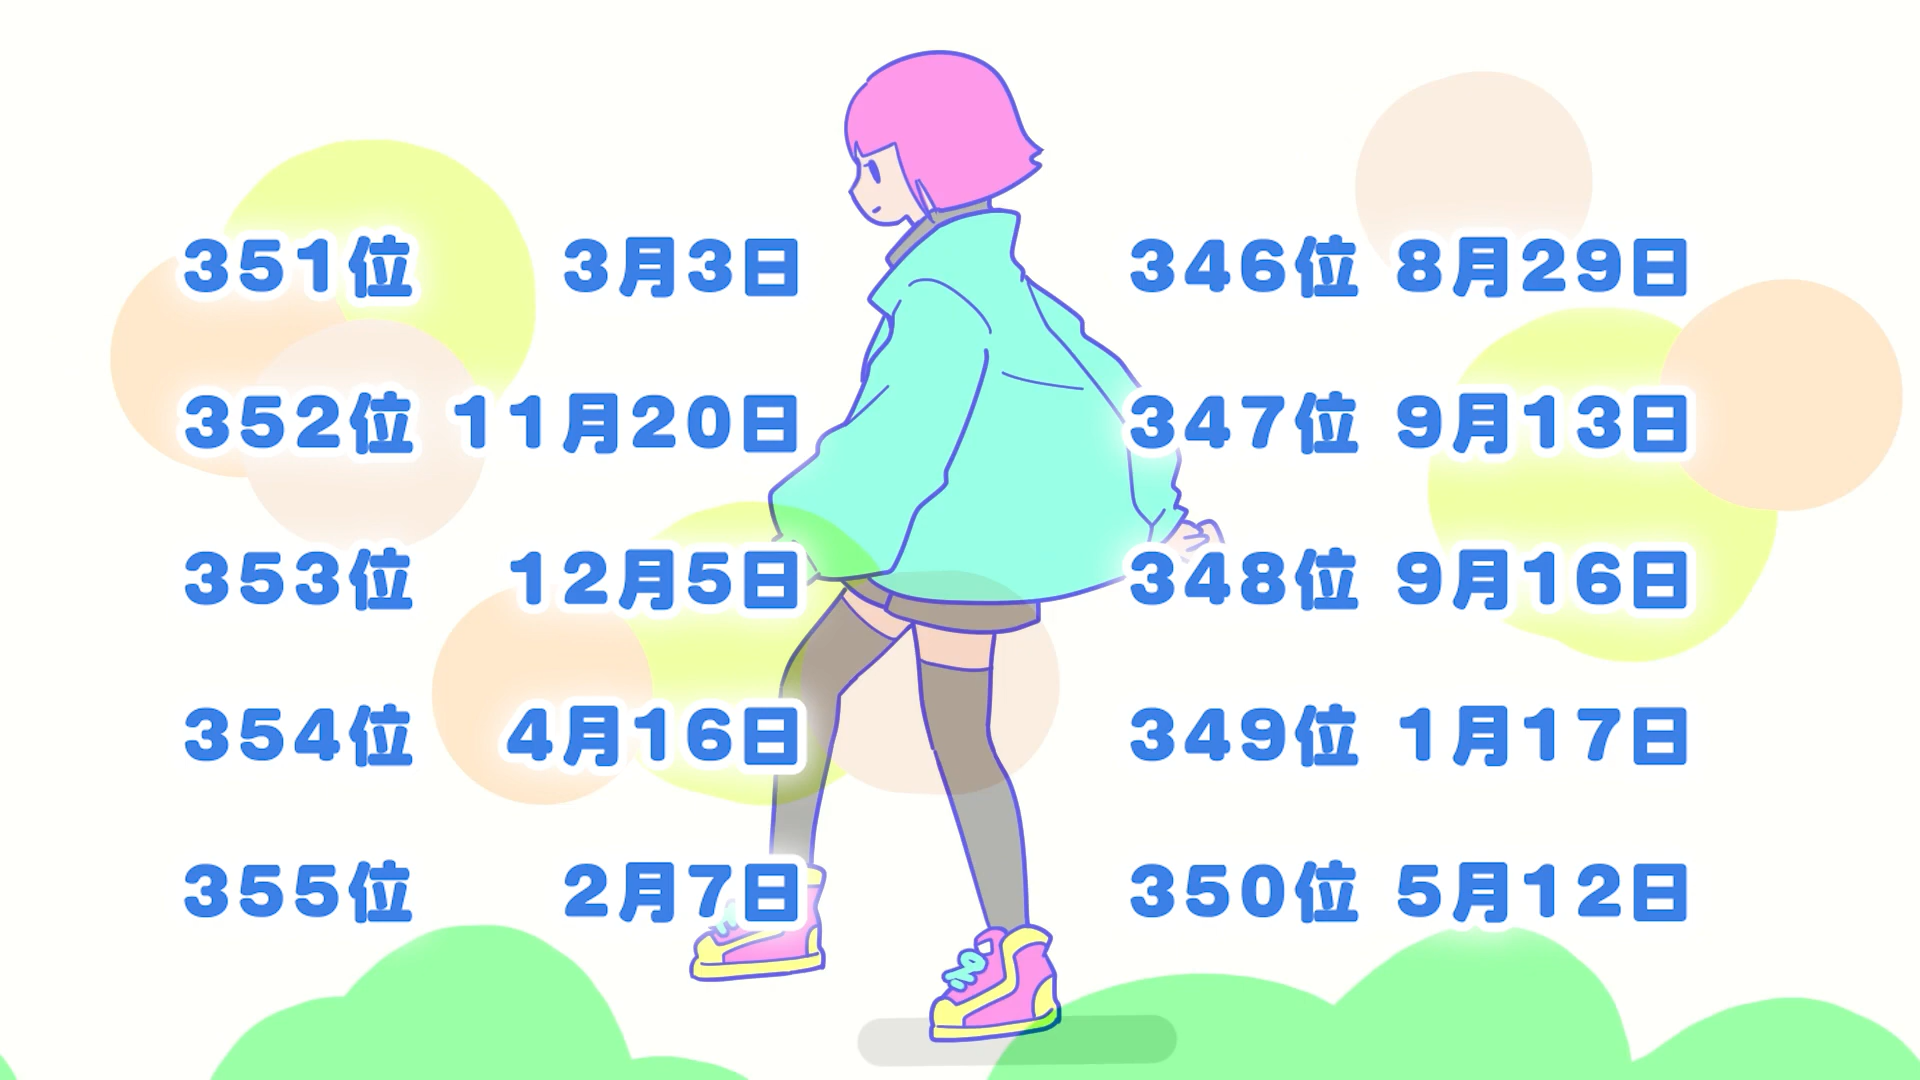 351位 3月3日
352位 11月20日
353位 12月5日
354位 4月16日
355位 2月7日
346位 8月29日
347位 9月13日
348位 9月16日
349位 1月17日
350位 5月12日